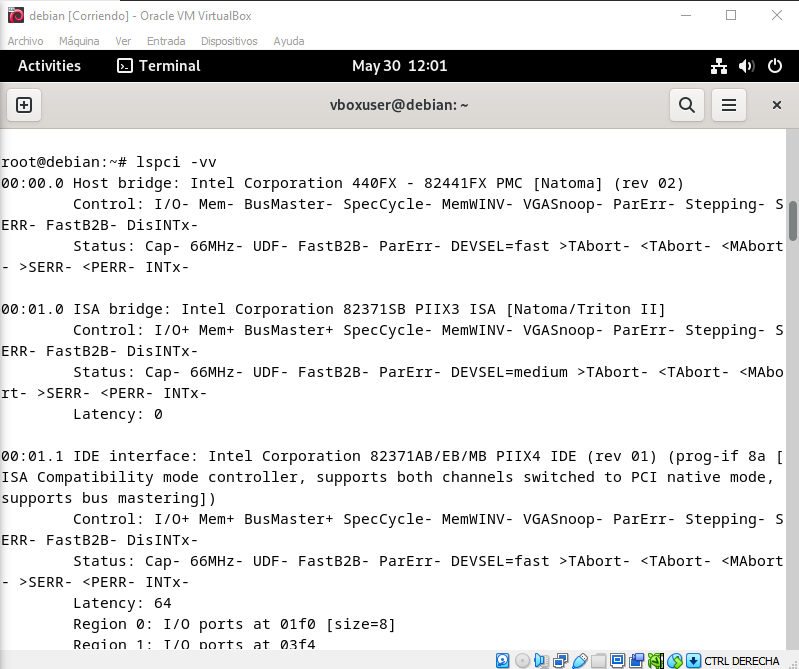 debian [Corriendo] - Oracle VM VirtualBox
Archivo Máquina Ver Entrada Dispositivos Ayuda
Activities Terminal May 30 12:01
vboxuser@debian: ~
root@debian:~# lspci -vv
00:00.0 Host bridge: Intel Corporation 440FX - 82441FX PMC [Natoma] (rev 02)
Control: I/O- Mem- BusMaster- SpecCycle- MemWINV- VGASnoop- ParErr- Stepping- S
ERR- FastB2B- DisINTx-
Status: Cap- 66MHz- UDF- FastB2B- ParErr- DEVSEL=fast >TAbort- <TAbort- <MAbort
- >SERR- <PERR- INTx-
00:01.0 ISA bridge: Intel Corporation 82371SB PIIX3 ISA [Natoma/Triton II]
Control: I/O+ Mem+ BusMaster+ SpecCycle- MemWINV- VGASnoop- ParErr- Stepping- S
ERR- FastB2B- DisINTx-
Status: Cap- 66MHz- UDF- FastB2B- ParErr- DEVSEL=medium >TAbort- <TAbort- <MAbo
rt- >SERR- <PERR- INTx-
Latency: 0
00:01.1 IDE interface: Intel Corporation 82371AB/EB/MB PIIX4 IDE (rev 01) (prog-if 8a [
ISA Compatibility mode controller, supports both channels switched to PCI native mode,
supports bus mastering])
Control: I/O+ Mem+ BusMaster+ SpecCycle- MemWINV- VGASnoop- ParErr- Stepping- S
ERR- FastB2B- DisINTx-
Status: Cap- 66MHz- UDF- FastB2B- ParErr- DEVSEL=fast >TAbort- <TAbort- <MAbort
- >SERR- <PERR- INTx-
Latency: 64
Region 0: I/O ports at 01f0 [size=8]
Region 1: I/O ports at 03f4
CTRL DERECHA